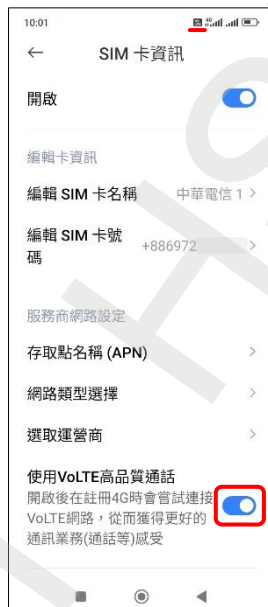 10:01
SIM 卡資訊
開啟
編輯卡資訊
編輯 SIM 卡名稱 中華電信 1
編輯 SIM 卡號
碼 +886972
服務商網路設定
存取點名稱 (APN)
網路類型選擇
選取運營商
使用VoLTE高品質通話
開啟後在註冊4G時會嘗試連接
VoLTE網路，從而獲得更好的
通訊業務(通話等)感受